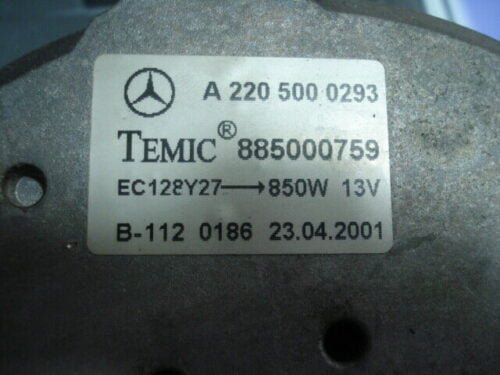 A 220 500 0293
TEMIC® 885000759
EC128Y27→850W 13V
B-112 0186 23.04.2001